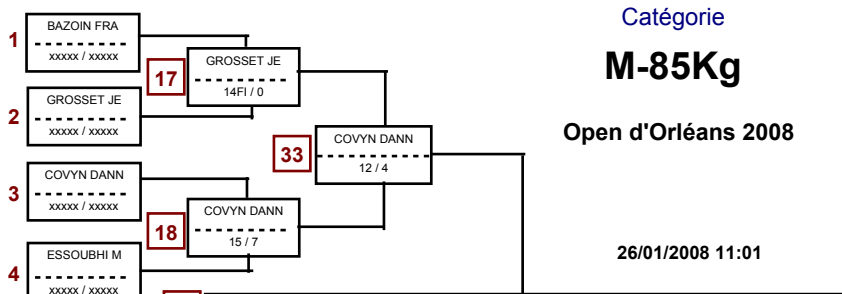 Catégorie
M-85Kg
Open d'Orléans 2008
26/01/2008 11:01
1
BAZOIN FRA
xxxxx / xxxxx
17
GROSSET JE
14FI / 0
2
GROSSET JE
xxxxx / xxxxx
33
COVYN DANN
12 / 4
3
COVYN DANN
xxxxx / xxxxx
18
COVYN DANN
15 / 7
4
ESSOUBHI M
xxxxx / xxxxx